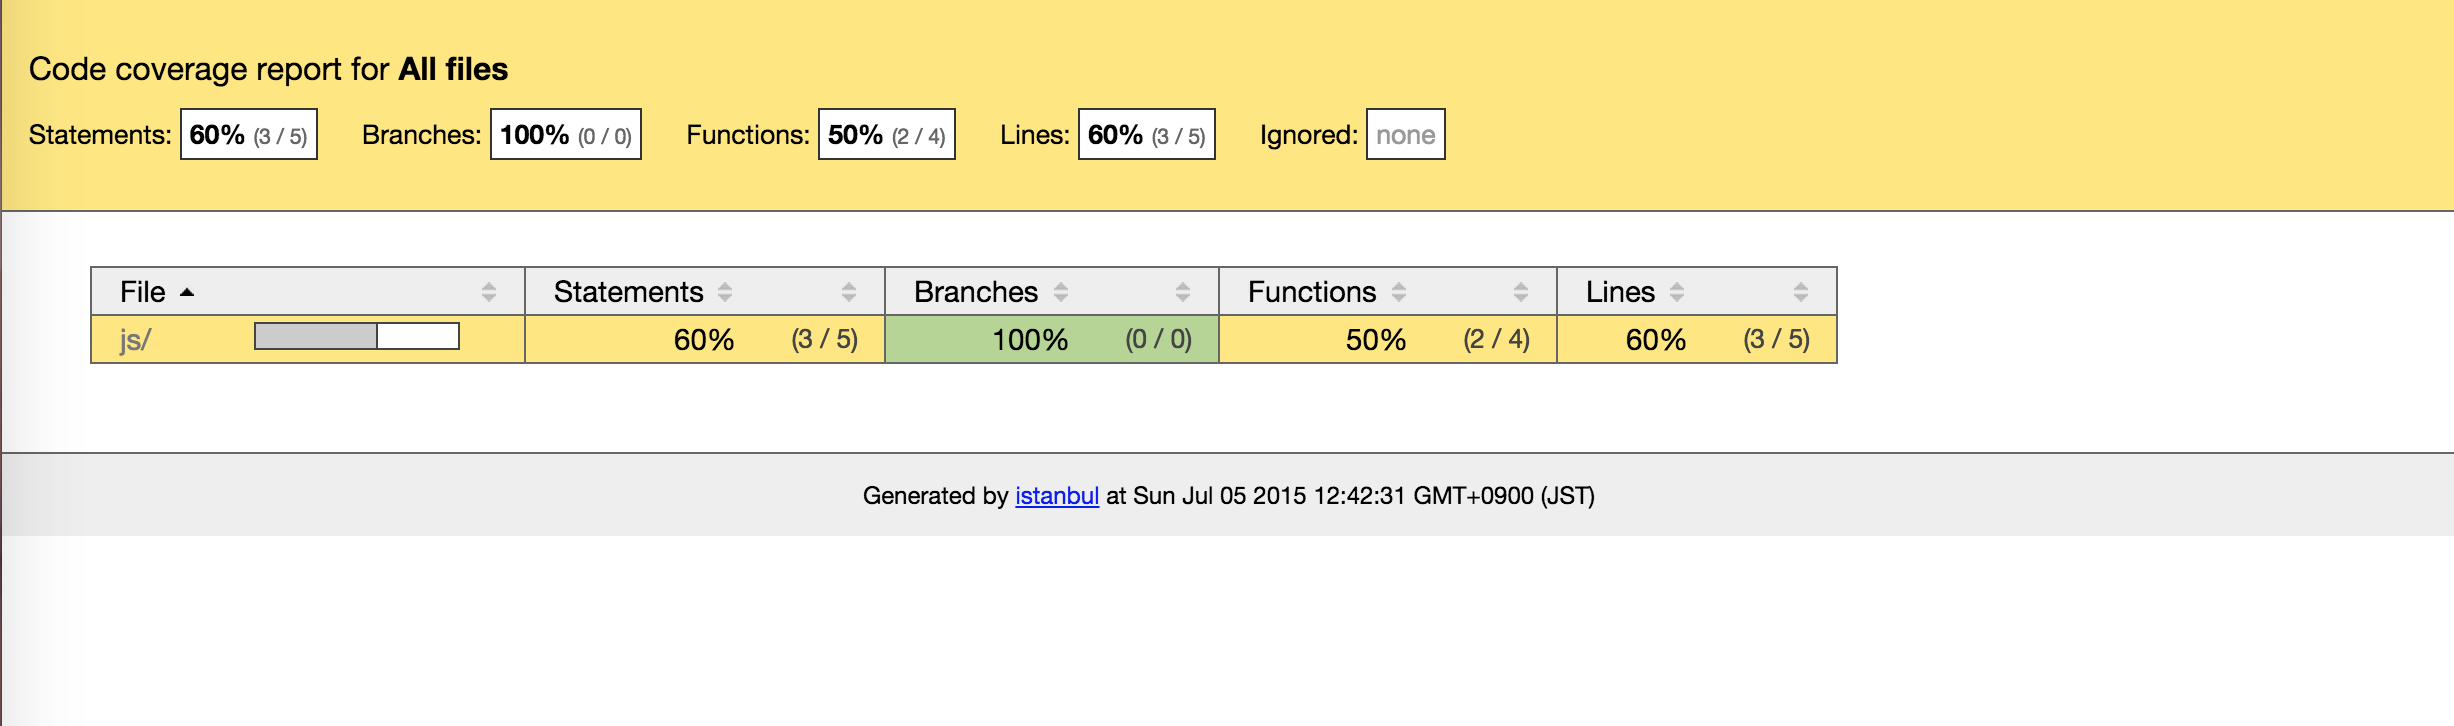 Code coverage report for All files
Statements: 60% (3 / 5) Branches: 100% (0 / 0) Functions: 50% (2 / 4) Lines: 60% (3 / 5) Ignored: none
File Statements Branches Functions Lines
js/ 60% (3 / 5) 100% (0 / 0) 50% (2 / 4) 60% (3 / 5)
Generated by istanbul at Sun Jul 05 2015 12:42:31 GMT+0900 (JST)